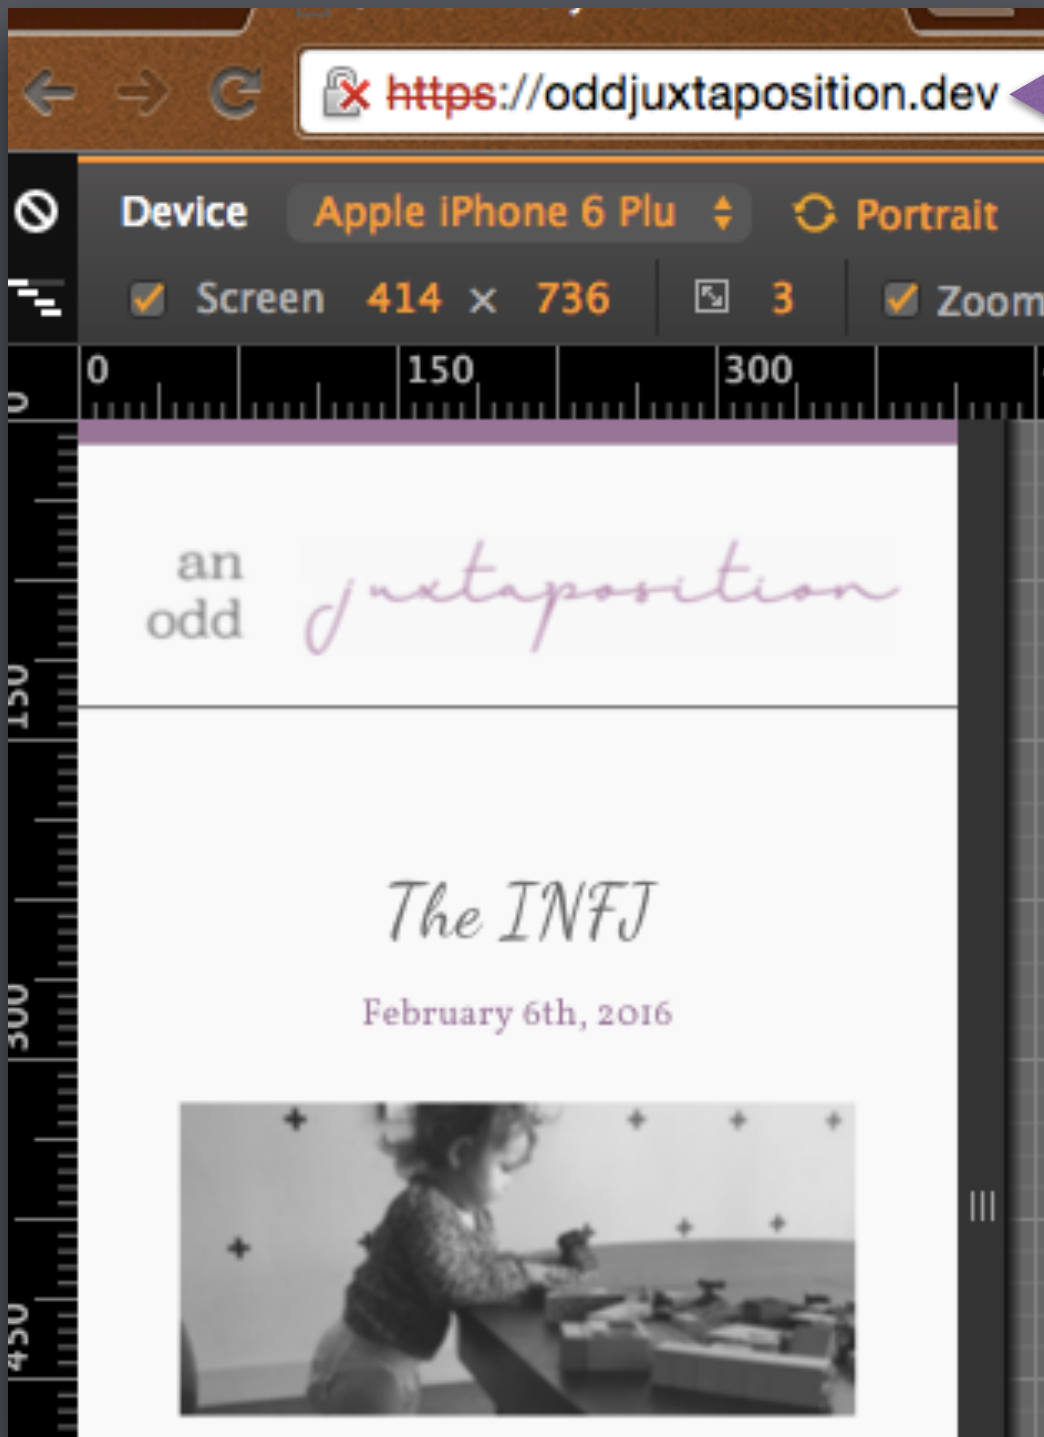 https://oddjuxtaposition.dev
Device Apple iPhone 6 Plu Portrait
Screen 414 × 736 3 Zoom
0 150 300
0
150
300
450
an
odd
juxtaposition
The INFJ
February 6th, 2016